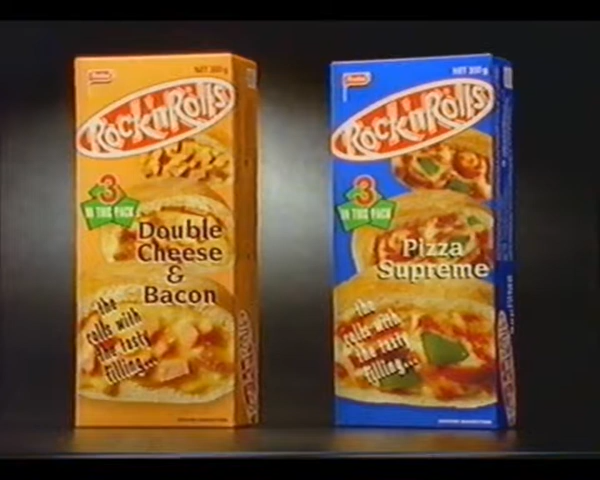 NET 300g
Rock'n Rolls
3
IN THIS PACK
Double
Cheese
&
Bacon
the
rolls with
the tasty
filling...
NET 300g
Rock'n Rolls
3
IN THIS PACK
Pizza
Supreme
the
rolls with
the tasty
filling...